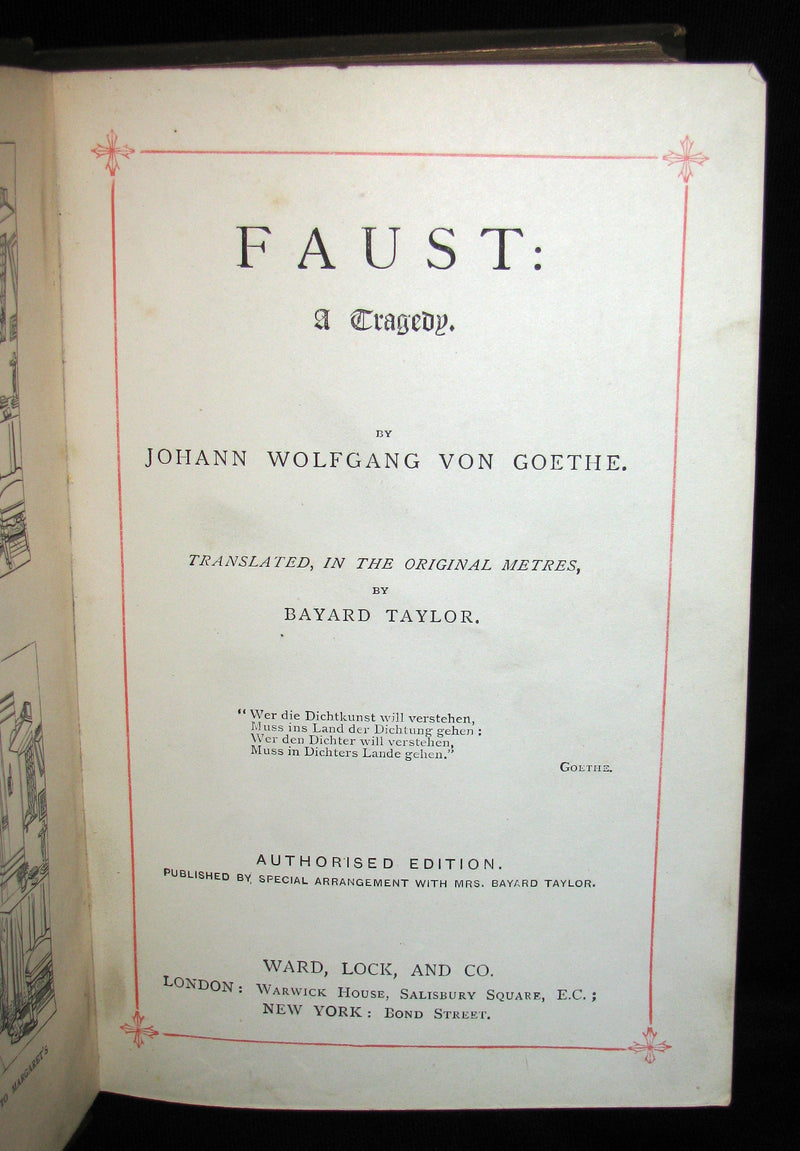 FAUST:
A Tragedy.
BY
JOHANN WOLFGANG VON GOETHE.
TRANSLATED, IN THE ORIGINAL METRES,
BY
BAYARD TAYLOR.
“Wer die Dichtkunst will verstehen,
Muss ins Land der Dichtung gehen:
Wer den Dichter will verstehen,
Muss in Dichters Lande gehen.”
GOETHE.
AUTHORISED EDITION.
PUBLISHED BY SPECIAL ARRANGEMENT WITH MRS. BAYARD TAYLOR.
WARD, LOCK, AND CO.
LONDON: WARWICK HOUSE, SALISBURY SQUARE, E.C.;
NEW YORK: BOND STREET.
TO MARGARET'S